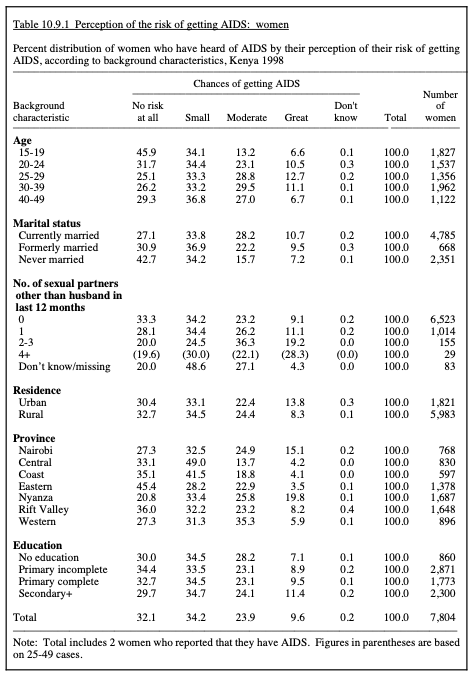 Table 10.9.1 Perception of the risk of getting AIDS: women
Percent distribution of women who have heard of AIDS by their perception of their risk of getting
AIDS, according to background characteristics, Kenya 1998
Chances of getting AIDS
Number
Background No risk Don't of
characteristic at all Small Moderate Great know Total women
Age
15-19 45.9 34.1 13.2 6.6 0.1 100.0 1,827
20-24 31.7 34.4 23.1 10.5 0.3 100.0 1,537
25-29 25.1 33.3 28.8 12.7 0.2 100.0 1,356
30-39 26.2 33.2 29.5 11.1 0.1 100.0 1,962
40-49 29.3 36.8 27.0 6.7 0.1 100.0 1,122
Marital status
Currently married 27.1 33.8 28.2 10.7 0.2 100.0 4,785
Formerly married 30.9 36.9 22.2 9.5 0.3 100.0 668
Never married 42.7 34.2 15.7 7.2 0.1 100.0 2,351
No. of sexual partners
other than husband in
last 12 months
0 33.3 34.2 23.2 9.1 0.2 100.0 6,523
1 28.1 34.4 26.2 11.1 0.2 100.0 1,014
2-3 20.0 24.5 36.3 19.2 0.0 100.0 155
4+ (19.6) (30.0) (22.1) (28.3) (0.0) 100.0 29
Don't know/missing 20.0 48.6 27.1 4.3 0.0 100.0 83
Residence
Urban 30.4 33.1 22.4 13.8 0.3 100.0 1,821
Rural 32.7 34.5 24.4 8.3 0.1 100.0 5,983
Province
Nairobi 27.3 32.5 24.9 15.1 0.2 100.0 768
Central 33.1 49.0 13.7 4.2 0.0 100.0 830
Coast 35.1 41.5 18.8 4.1 0.0 100.0 597
Eastern 45.4 28.2 22.9 3.5 0.1 100.0 1,378
Nyanza 20.8 33.4 25.8 19.8 0.1 100.0 1,687
Rift Valley 36.0 32.2 23.2 8.2 0.4 100.0 1,648
Western 27.3 31.3 35.3 5.9 0.1 100.0 896
Education
No education 30.0 34.5 28.2 7.1 0.1 100.0 860
Primary incomplete 34.4 33.5 23.1 8.9 0.2 100.0 2,871
Primary complete 32.7 34.5 23.1 9.5 0.1 100.0 1,773
Secondary+ 29.7 34.7 24.1 11.4 0.2 100.0 2,300
Total 32.1 34.2 23.9 9.6 0.2 100.0 7,804
Note: Total includes 2 women who reported that they have AIDS. Figures in parentheses are based
on 25-49 cases.